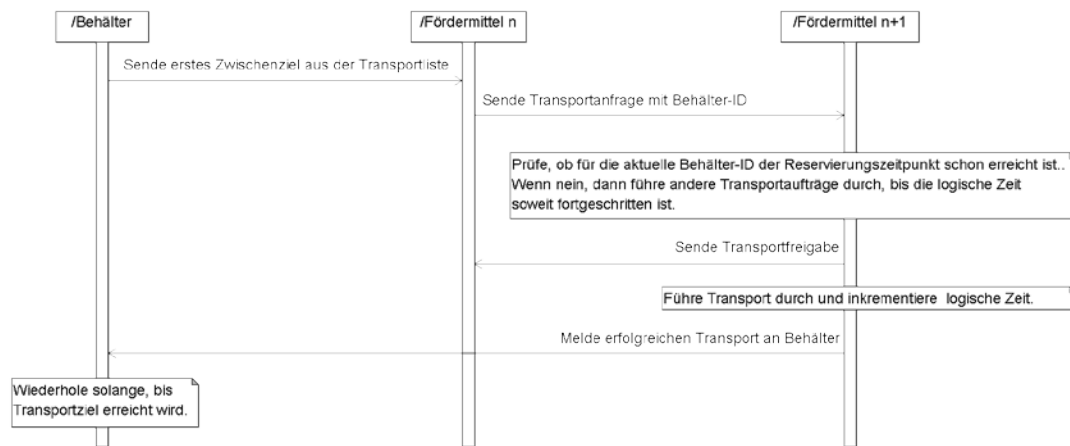 /Behälter
/Fördermittel n
/Fördermittel n+1
Sende erstes Zwischenziel aus der Transportliste
Sende Transportanfrage mit Behälter-ID
Prüfe, ob für die aktuelle Behälter-ID der Reservierungszeitpunkt schon erreicht ist..
Wenn nein, dann führe andere Transportaufträge durch, bis die logische Zeit
soweit fortgeschritten ist.
Sende Transportfreigabe
Führe Transport durch und inkrementiere logische Zeit.
Melde erfolgreichen Transport an Behälter
Wiederhole solange, bis
Transportziel erreicht wird.